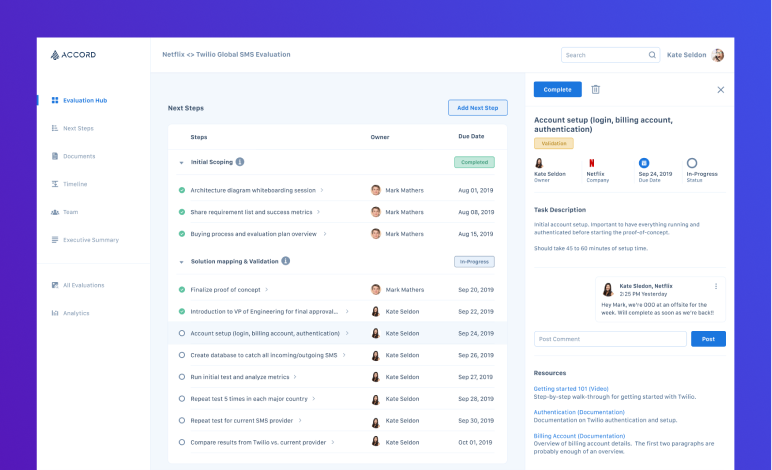 ACCORD
Netflix <> Twilio Global SMS Evaluation
Search
Kate Seldon
Evaluation Hub
Next Steps
Documents
Timeline
Team
Executive Summary
All Evaluations
Analytics
Next Steps
Add Next Step
Steps Owner Due Date
Initial Scoping Completed
Architecture diagram whiteboarding session > Mark Mathers Aug 01, 2019
Share requirement list and success metrics > Mark Mathers Aug 08, 2019
Buying process and evaluation plan overview > Mark Mathers Aug 15, 2019
Solution mapping & Validation In-Progress
Finalize proof of concept > Mark Mathers Sep 20, 2019
Introduction to VP of Engineering for final approval... > Kate Seldon Sep 22, 2019
Account setup (login, billing account, authentication) > Kate Seldon Sep 24, 2019
Create database to catch all incoming/outgoing SMS > Kate Seldon Sep 26, 2019
Run initial test and analyze metrics > Kate Seldon Sep 27, 2019
Repeat test 5 times in each major country > Kate Seldon Sep 28, 2019
Repeat test for current SMS provider > Kate Seldon Sep 30, 2019
Compare results from Twilio vs. current provider > Kate Seldon Oct 01, 2019
Complete
Account setup (login, billing account,
authentication)
Validation
N
Kate Seldon Netflix Sep 24, 2019 In-Progress
Owner Company Due Date Status
Task Description
Initial account setup. Important to have everything running and
authenticated before starting the proof-of-concept.
Should take 45 to 60 minutes of setup time.
Kate Sledon, Netflix
2:25 PM Yesterday
Hey Mark, we're OOO at an offsite for the
week. Will complete as soon as we're back!!
Post Comment
Post
Resources
Getting started 101 (Video)
Step-by-step walk-through for getting started with Twilio.
Authentication (Documentation)
Documentation on Twilio authentication and setup.
Billing Account (Documentation)
Overview of billing account details. The first two paragraphs are
probably enough of an overview.